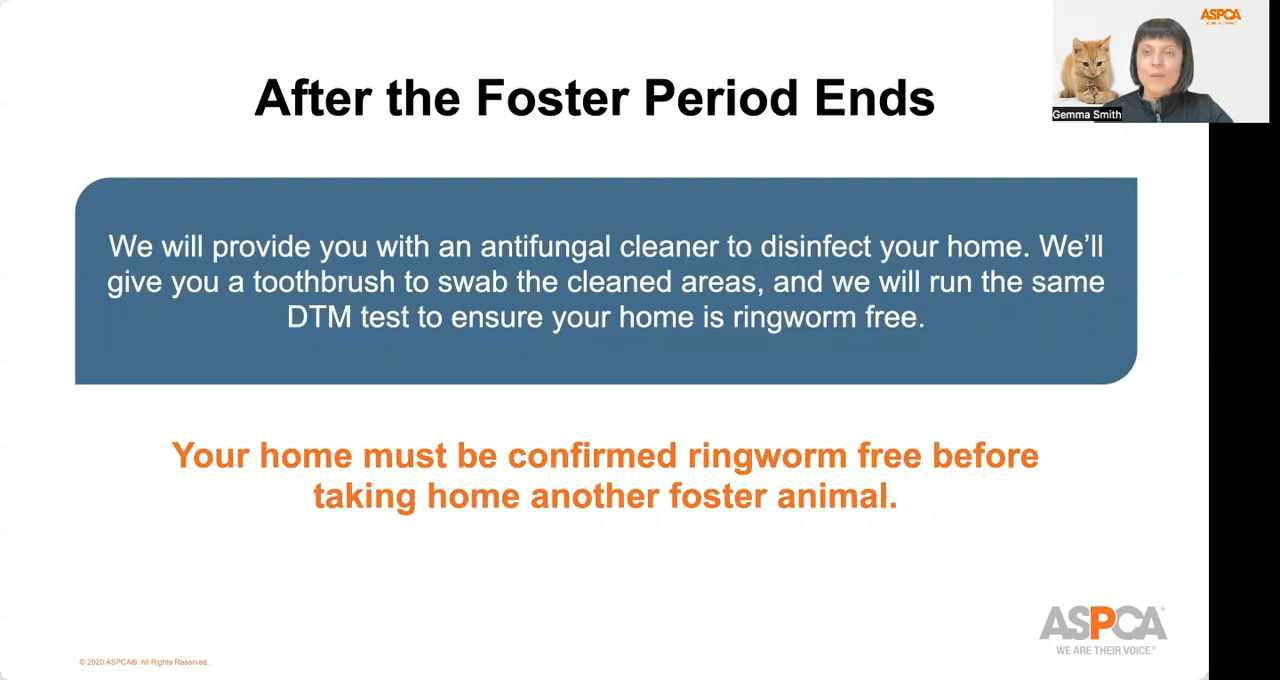 ASPCA
After the Foster Period Ends
Gemma Smith
We will provide you with an antifungal cleaner to disinfect your home. We’ll
give you a toothbrush to swab the cleaned areas, and we will run the same
DTM test to ensure your home is ringworm free.
Your home must be confirmed ringworm free before
taking home another foster animal.
ASPCA®
WE ARE THEIR VOICE®
© 2020 ASPCA®. All Rights Reserved.